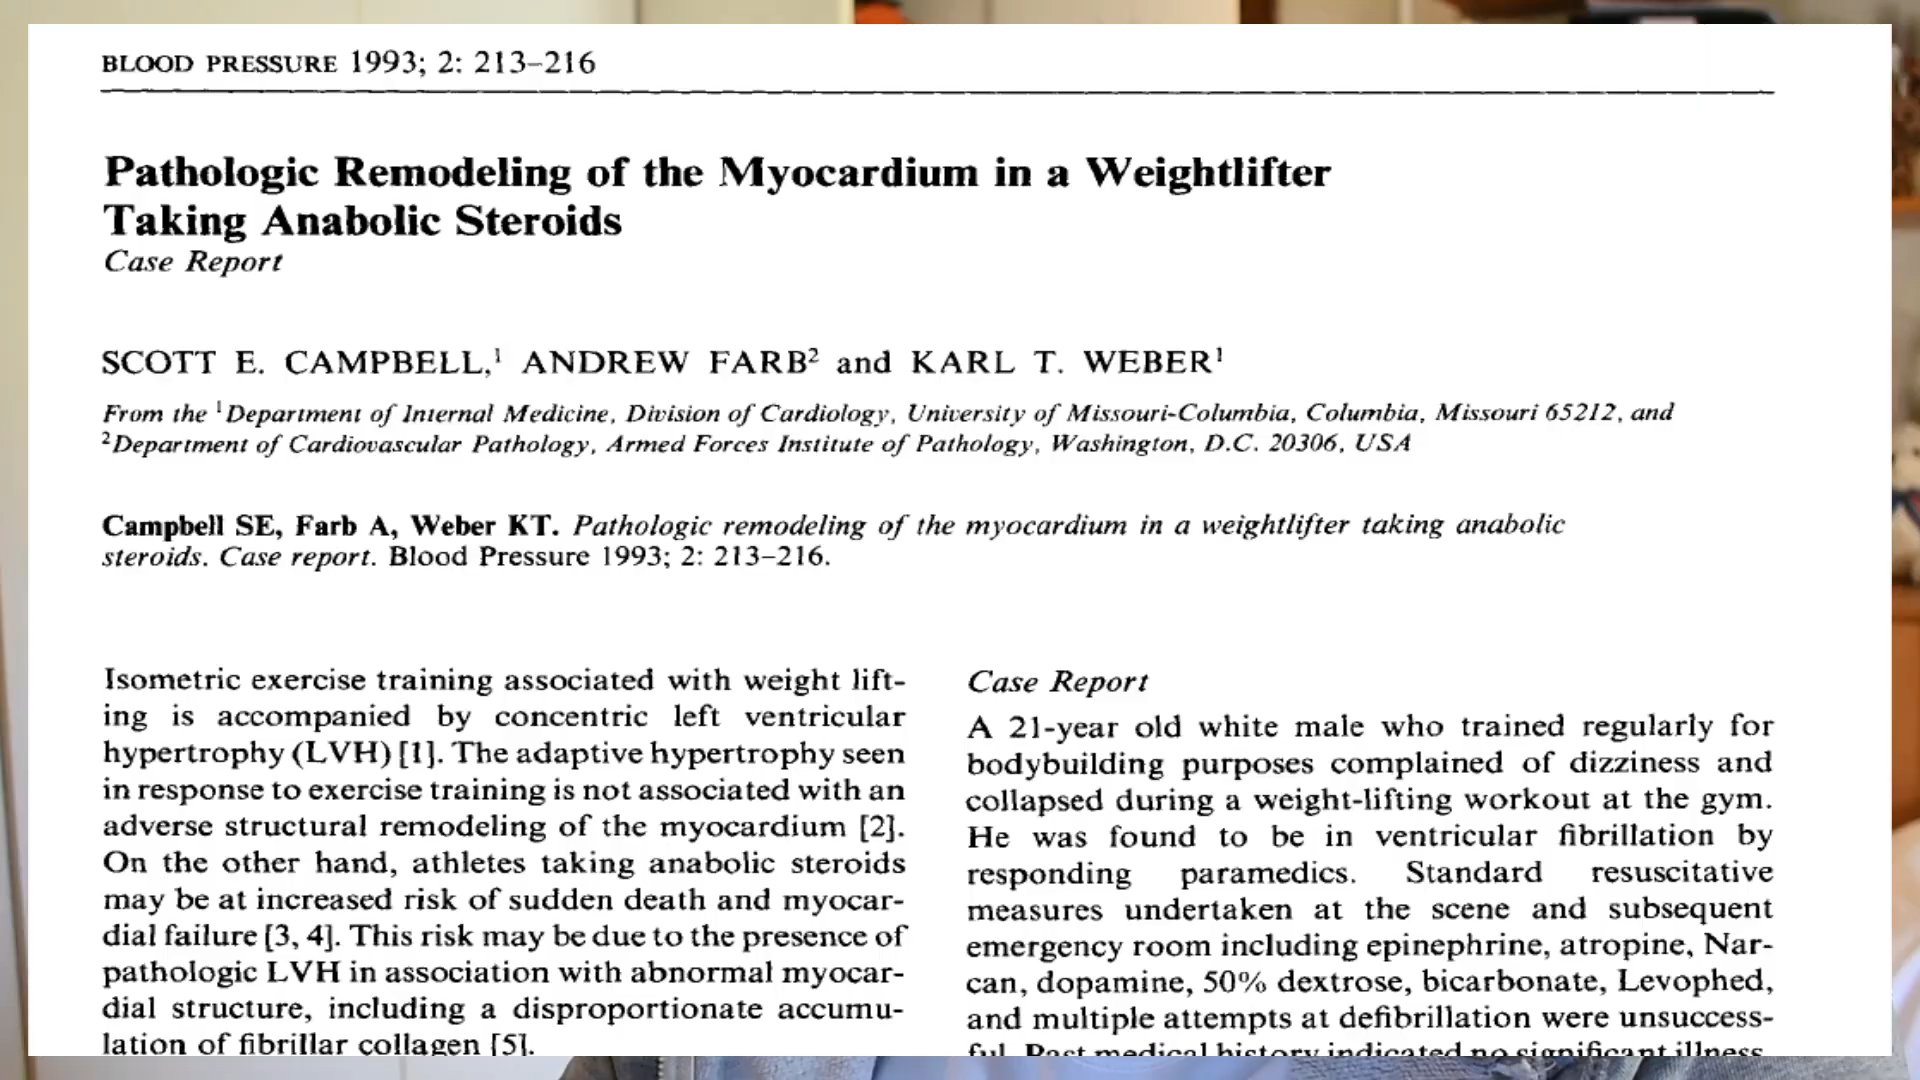 BLOOD PRESSURE 1993; 2: 213–216
Pathologic Remodeling of the Myocardium in a Weightlifter
Taking Anabolic Steroids
Case Report
SCOTT E. CAMPBELL,¹ ANDREW FARB² and KARL T. WEBER¹
From the ¹Department of Internal Medicine, Division of Cardiology, University of Missouri-Columbia, Columbia, Missouri 65212, and
²Department of Cardiovascular Pathology, Armed Forces Institute of Pathology, Washington, D.C. 20306, USA
Campbell SE, Farb A, Weber KT. Pathologic remodeling of the myocardium in a weightlifter taking anabolic
steroids. Case report. Blood Pressure 1993; 2: 213–216.
Isometric exercise training associated with weight lift-
ing is accompanied by concentric left ventricular
hypertrophy (LVH) [1]. The adaptive hypertrophy seen
in response to exercise training is not associated with an
adverse structural remodeling of the myocardium [2].
On the other hand, athletes taking anabolic steroids
may be at increased risk of sudden death and myocar-
dial failure [3, 4]. This risk may be due to the presence of
pathologic LVH in association with abnormal myocar-
dial structure, including a disproportionate accumu-
lation of fibrillar collagen [5].
Case Report
A 21-year old white male who trained regularly for
bodybuilding purposes complained of dizziness and
collapsed during a weight-lifting workout at the gym.
He was found to be in ventricular fibrillation by
responding paramedics. Standard resuscitative
measures undertaken at the scene and subsequent
emergency room including epinephrine, atropine, Nar-
can, dopamine, 50% dextrose, bicarbonate, Levophed,
and multiple attempts at defibrillation were unsuccess-
ful. Past medical history indicated no significant illness